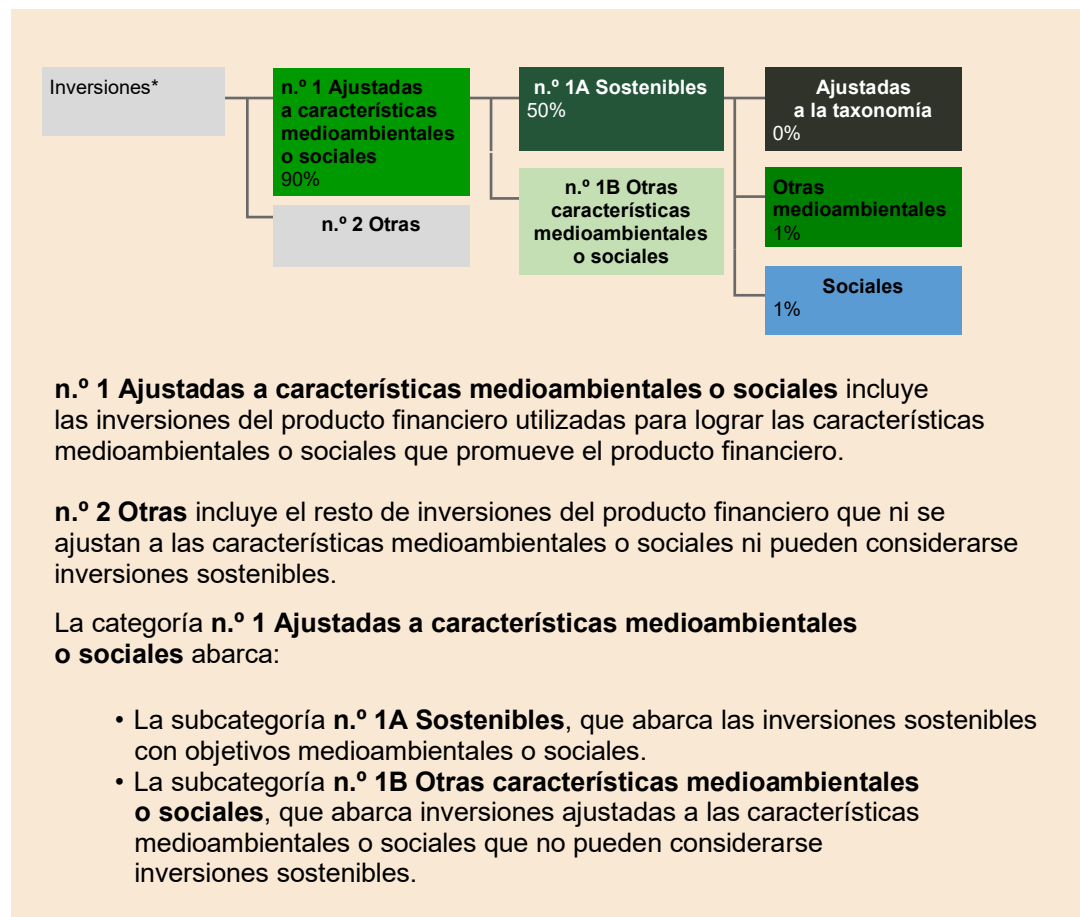 Inversiones*
n.º 1 Ajustadas
a características
medioambientales
o sociales
90%
n.º 2 Otras
n.º 1A Sostenibles
50%
n.º 1B Otras
características
medioambientales
o sociales
Ajustadas
a la taxonomía
0%
Otras
medioambientales
1%
Sociales
1%
n.º 1 Ajustadas a características medioambientales o sociales incluye
las inversiones del producto financiero utilizadas para lograr las características
medioambientales o sociales que promueve el producto financiero.
n.º 2 Otras incluye el resto de inversiones del producto financiero que ni se
ajustan a las características medioambientales o sociales ni pueden considerarse
inversiones sostenibles.
La categoría n.º 1 Ajustadas a características medioambientales
o sociales abarca:
• La subcategoría n.º 1A Sostenibles, que abarca las inversiones sostenibles
con objetivos medioambientales o sociales.
• La subcategoría n.º 1B Otras características medioambientales
o sociales, que abarca inversiones ajustadas a las características
medioambientales o sociales que no pueden considerarse
inversiones sostenibles.